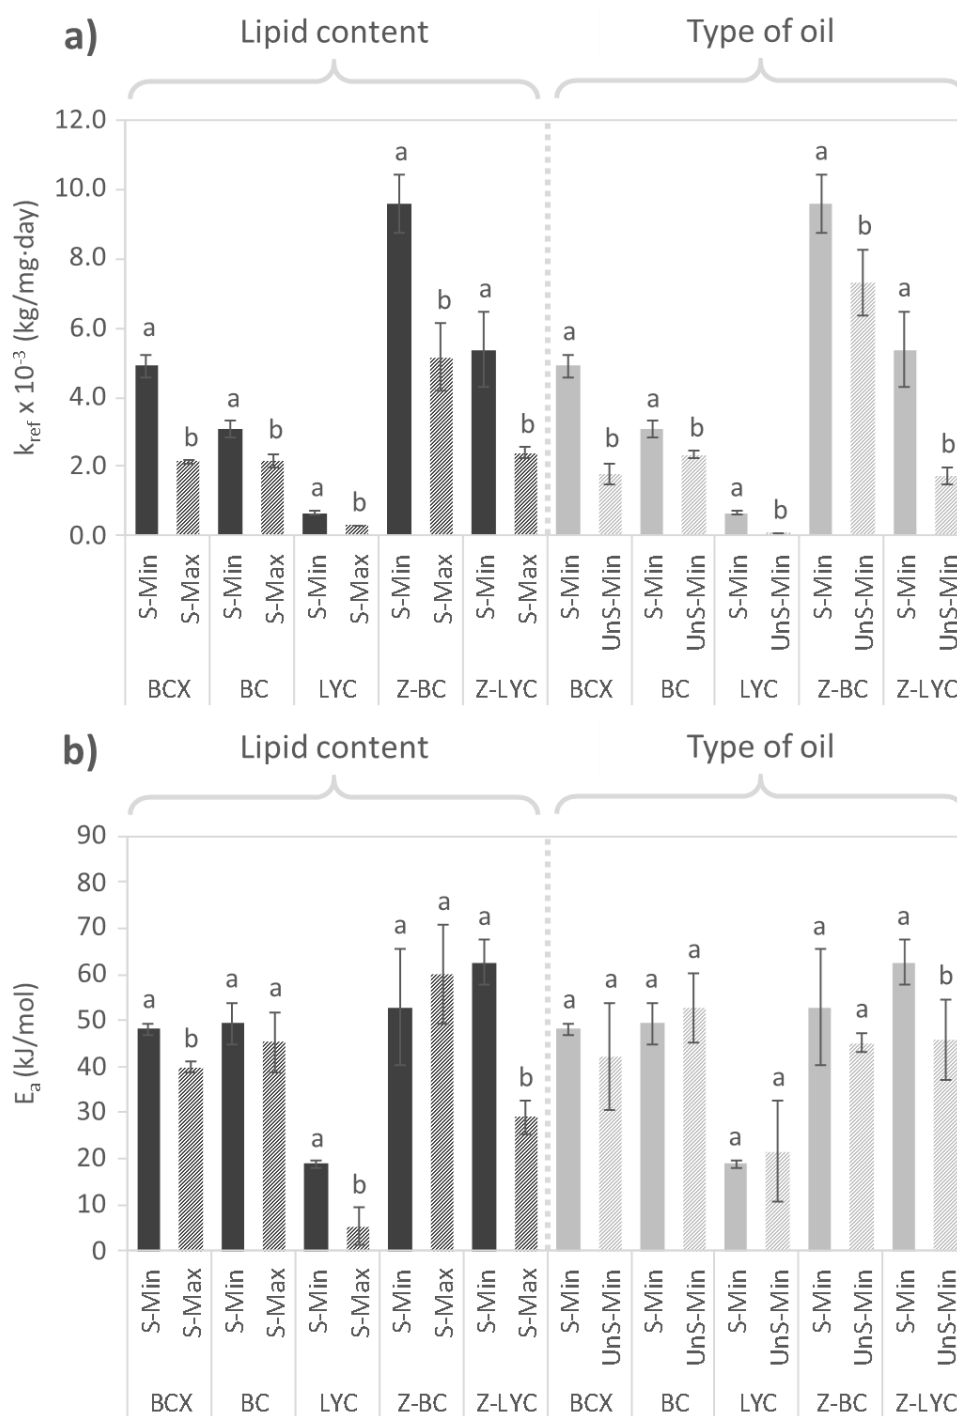 a)
Lipid content
Type of oil
k_ref x 10⁻³ (kg/mg·day)
12.0
10.0
8.0
6.0
4.0
2.0
0.0
a
b
a
b
a
b
a
b
a
b
a
b
a
b
a
b
a
b
a
b
S-Min
S-Max
S-Min
S-Max
S-Min
S-Max
S-Min
S-Max
S-Min
S-Max
S-Min
UnS-Min
S-Min
UnS-Min
S-Min
UnS-Min
S-Min
UnS-Min
S-Min
UnS-Min
BCX
BC
LYC
Z-BC
Z-LYC
BCX
BC
LYC
Z-BC
Z-LYC
b)
Lipid content
Type of oil
E_a (kJ/mol)
90
80
70
60
50
40
30
20
10
0
a
b
a
a
a
b
a
a
a
b
a
a
a
a
a
a
a
a
a
b
S-Min
S-Max
S-Min
S-Max
S-Min
S-Max
S-Min
S-Max
S-Min
S-Max
S-Min
UnS-Min
S-Min
UnS-Min
S-Min
UnS-Min
S-Min
UnS-Min
S-Min
UnS-Min
BCX
BC
LYC
Z-BC
Z-LYC
BCX
BC
LYC
Z-BC
Z-LYC